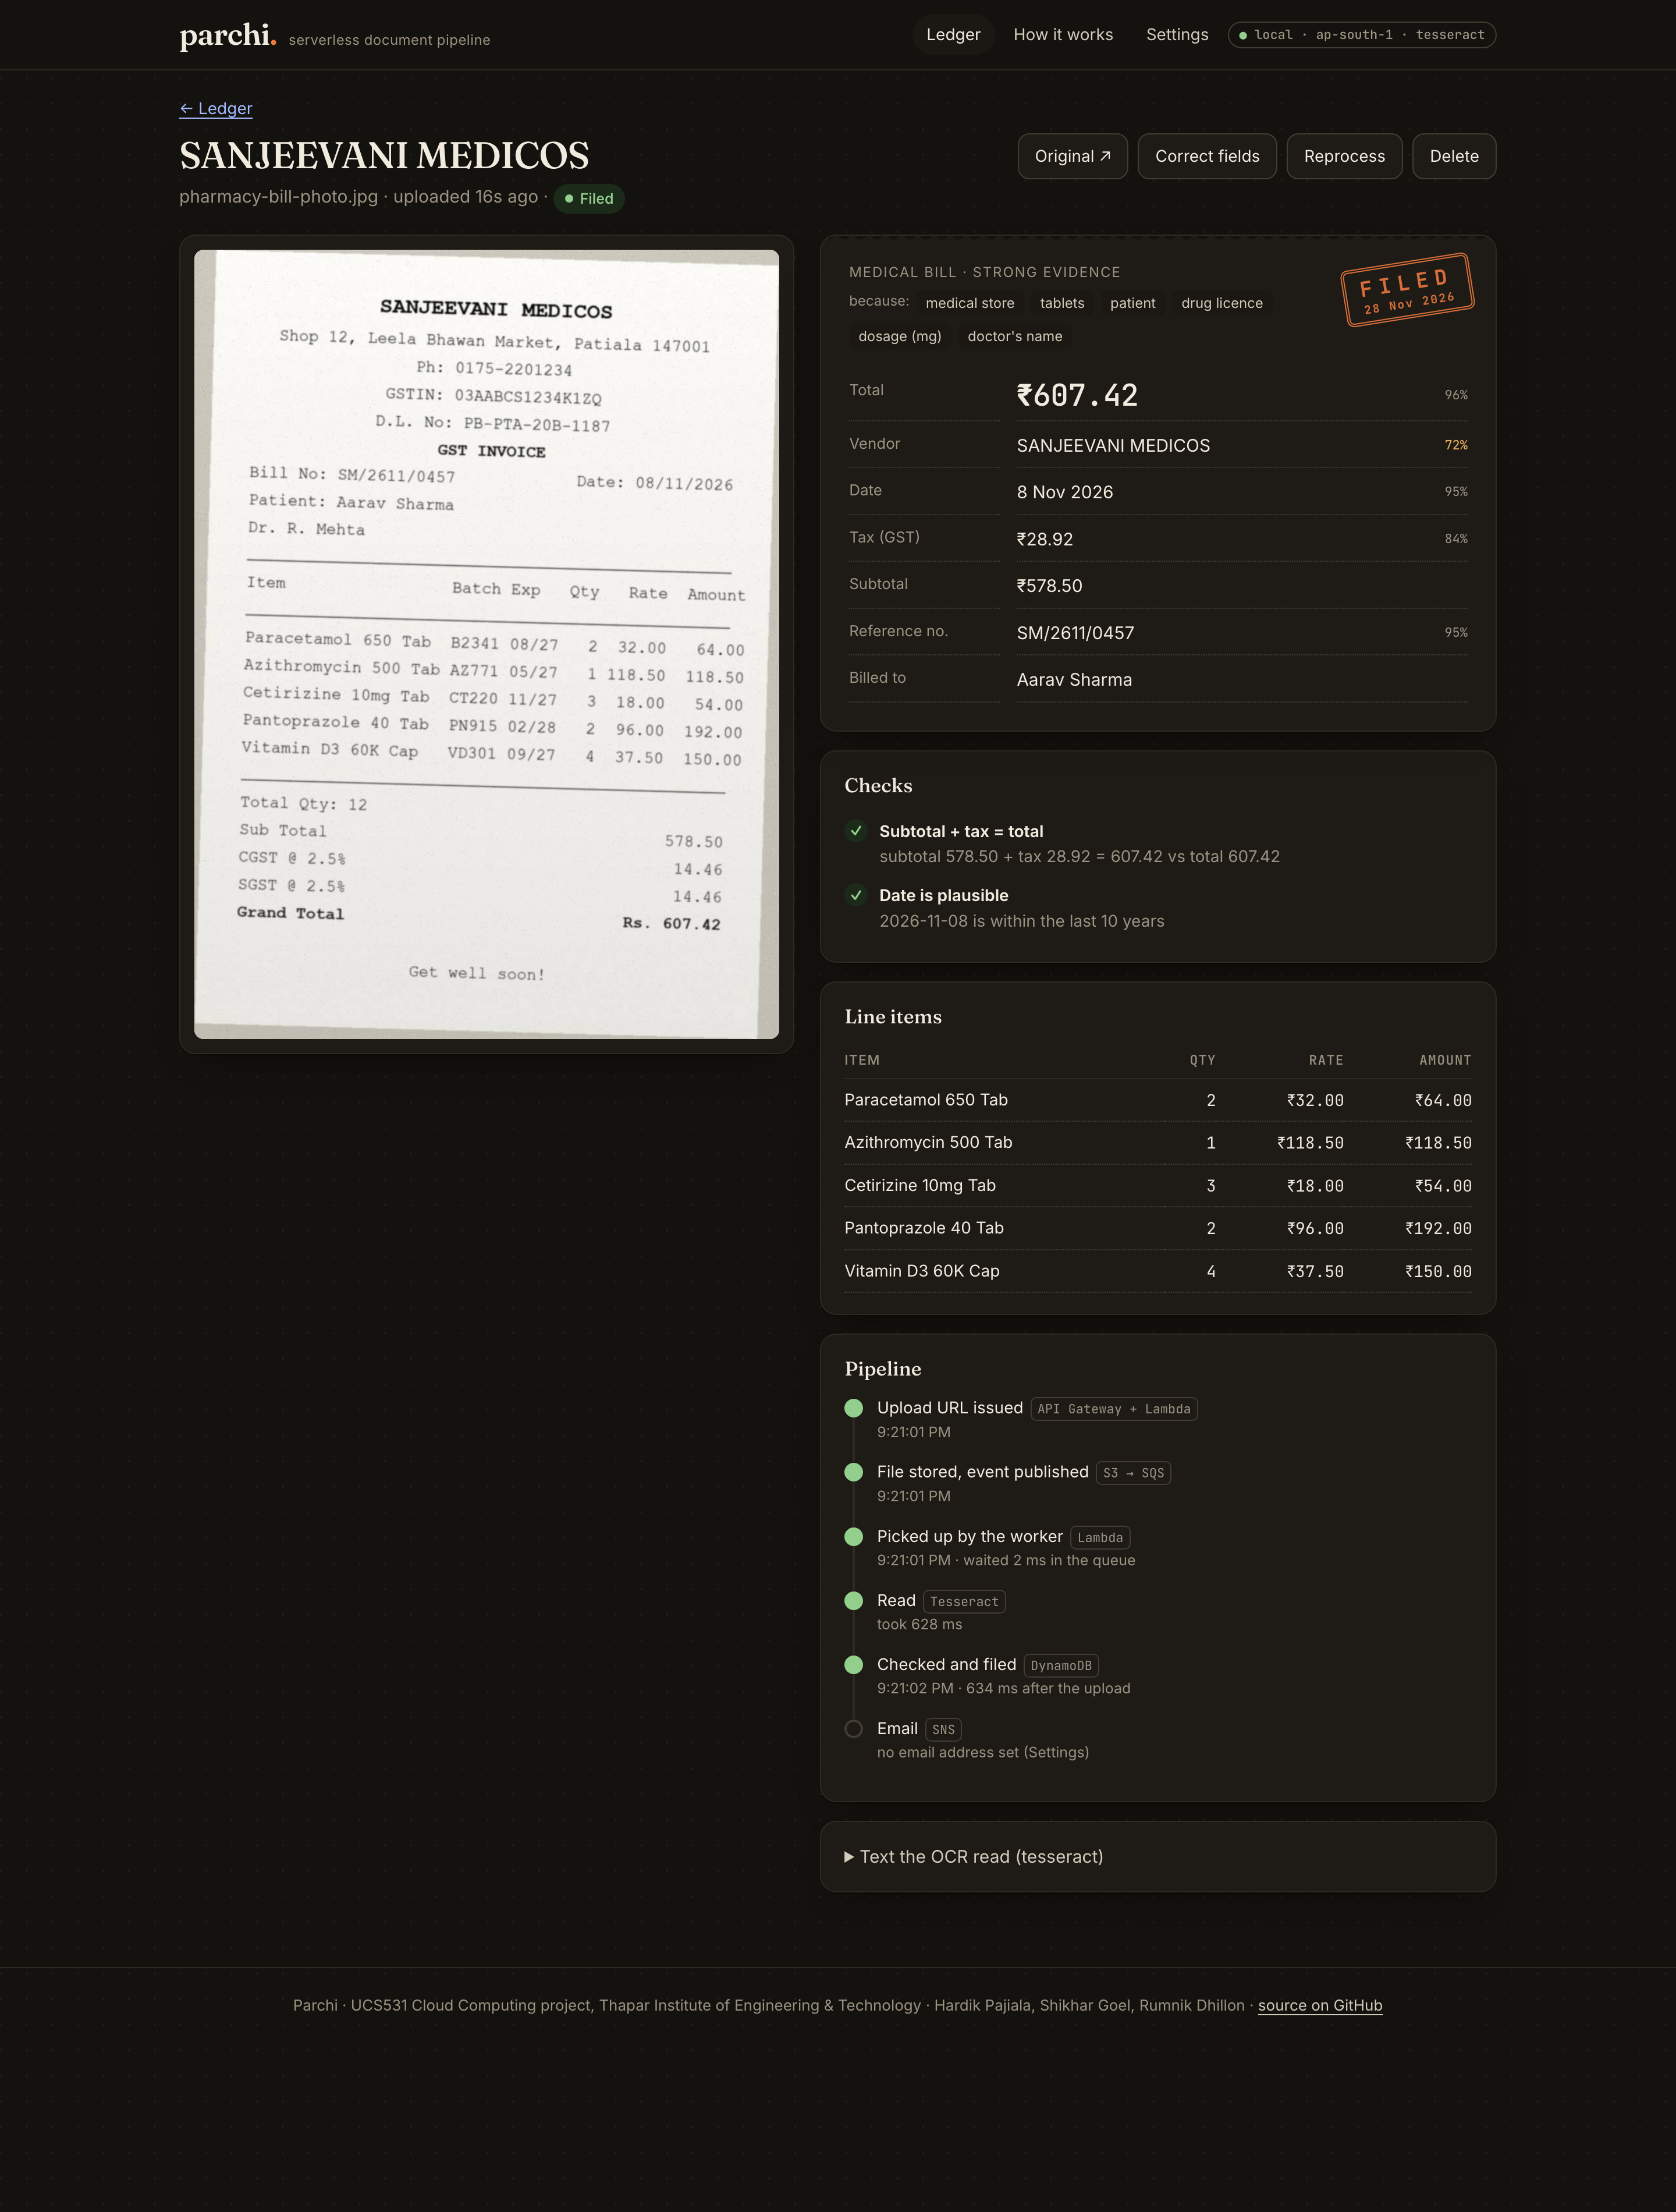 parchi. serverless document pipeline
Ledger How it works Settings local · ap-south-1 · tesseract
← Ledger
SANJEEVANI MEDICOS
Original ↗ Correct fields Reprocess Delete
pharmacy-bill-photo.jpg · uploaded 16s ago · Filed
SANJEEVANI MEDICOS
Shop 12, Leela Bhawan Market, Patiala 147001
Ph: 0175-2201234
GSTIN: 03AABCS1234K1ZQ
D.L. No: PB-PTA-20B-1187
GST INVOICE
Bill No: SM/2611/0457 Date: 08/11/2026
Patient: Aarav Sharma
Dr. R. Mehta
Item Batch Exp Qty Rate Amount
Paracetamol 650 Tab B2341 08/27 2 32.00 64.00
Azithromycin 500 Tab AZ771 05/27 1 118.50 118.50
Cetirizine 10mg Tab CT220 11/27 3 18.00 54.00
Pantoprazole 40 Tab PN915 02/28 2 96.00 192.00
Vitamin D3 60K Cap VD301 09/27 4 37.50 150.00
Total Qty: 12
Sub Total 578.50
CGST @ 2.5% 14.46
SGST @ 2.5% 14.46
Grand Total Rs. 607.42
Get well soon!
MEDICAL BILL · STRONG EVIDENCE
because: medical store tablets patient drug licence
dosage (mg) doctor's name
FILED
28 Nov 2026
Total ₹607.42 96%
Vendor SANJEEVANI MEDICOS 72%
Date 8 Nov 2026 95%
Tax (GST) ₹28.92 84%
Subtotal ₹578.50
Reference no. SM/2611/0457 95%
Billed to Aarav Sharma
Checks
Subtotal + tax = total
subtotal 578.50 + tax 28.92 = 607.42 vs total 607.42
Date is plausible
2026-11-08 is within the last 10 years
Line items
ITEM QTY RATE AMOUNT
Paracetamol 650 Tab 2 ₹32.00 ₹64.00
Azithromycin 500 Tab 1 ₹118.50 ₹118.50
Cetirizine 10mg Tab 3 ₹18.00 ₹54.00
Pantoprazole 40 Tab 2 ₹96.00 ₹192.00
Vitamin D3 60K Cap 4 ₹37.50 ₹150.00
Pipeline
Upload URL issued API Gateway + Lambda
9:21:01 PM
File stored, event published S3 → SQS
9:21:01 PM
Picked up by the worker Lambda
9:21:01 PM · waited 2 ms in the queue
Read Tesseract
took 628 ms
Checked and filed DynamoDB
9:21:02 PM · 634 ms after the upload
Email SNS
no email address set (Settings)
▶ Text the OCR read (tesseract)
Parchi · UCS531 Cloud Computing project, Thapar Institute of Engineering & Technology · Hardik Pajiala, Shikhar Goel, Rumnik Dhillon · source on GitHub